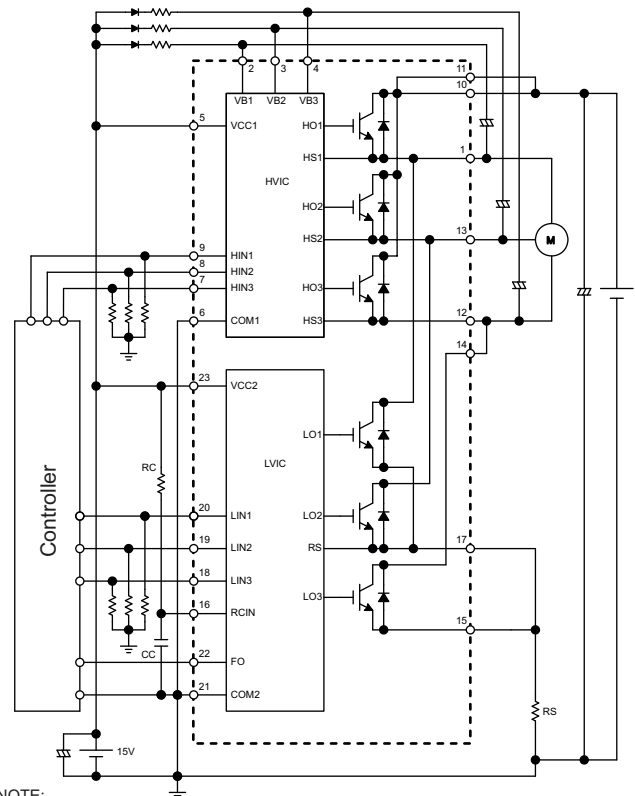 2 3 4
11
10
VB1 VB2 VB3
5
VCC1
HO1
1
HS1
HVIC
HO2
13
9
HS2
M
HIN1
8
HIN2
7
HIN3
HO3
6
12
COM1
HS3
14
23
VCC2
LO1
RC
LVIC
Controller
20
LIN1
LO2
19
17
LIN2
RS
18
LIN3
LO3
16
15
RCIN
CC
22
FO
21
COM2
RS
15V
NOTE: